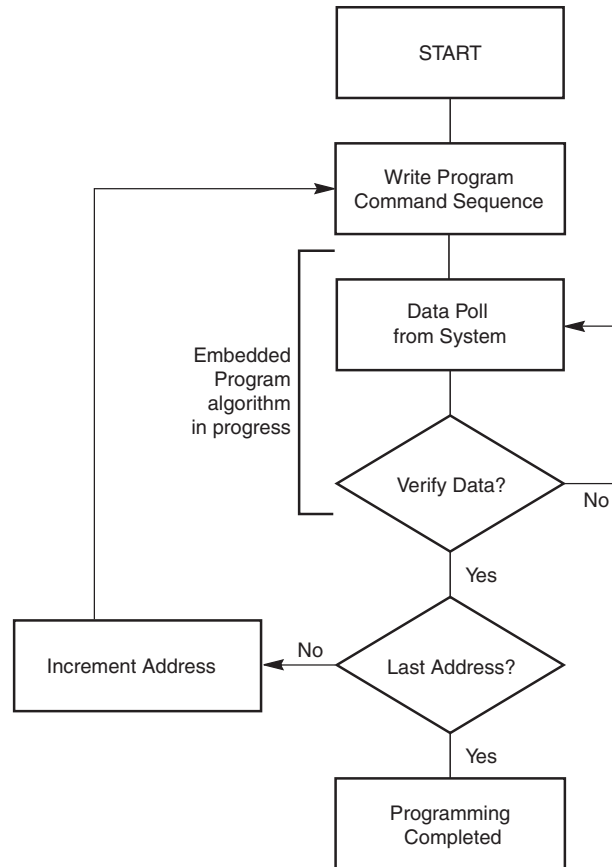 START
Write Program
Command Sequence
Data Poll
from System
Embedded
Program
algorithm
in progress
Verify Data?
No
Yes
Increment Address
No
Last Address?
Yes
Programming
Completed